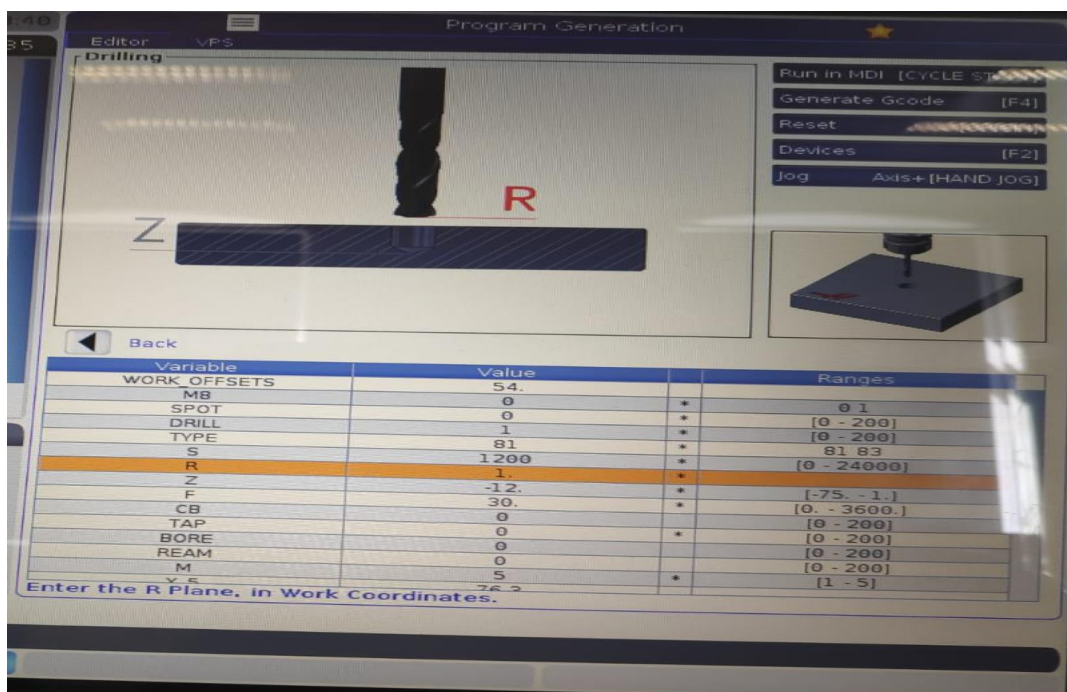 :40
Program Generation
35
Editor VPS
Drilling
Run in MDI [CYCLE
Generate Gcode [F4]
Reset
Devices [F2]
Jog Axis+[HAND JOG]
R
Z
Back
Variable Value Ranges
WORK_OFFSETS 54.
M8 0 * 0 1
SPOT 0 * [0 - 200]
DRILL 1 * [0 - 200]
TYPE 81 * 81 83
S 1200 * [0 - 24000]
R 1. *
Z -12. * [-75. - 1.]
F 30. * [0. - 3600.]
CB 0 [0 - 200]
TAP 0 * [0 - 200]
BORE 0 [0 - 200]
REAM 0 [0 - 200]
M 5 * [1 - 5]
Enter the R Plane, in Work Coordinates.